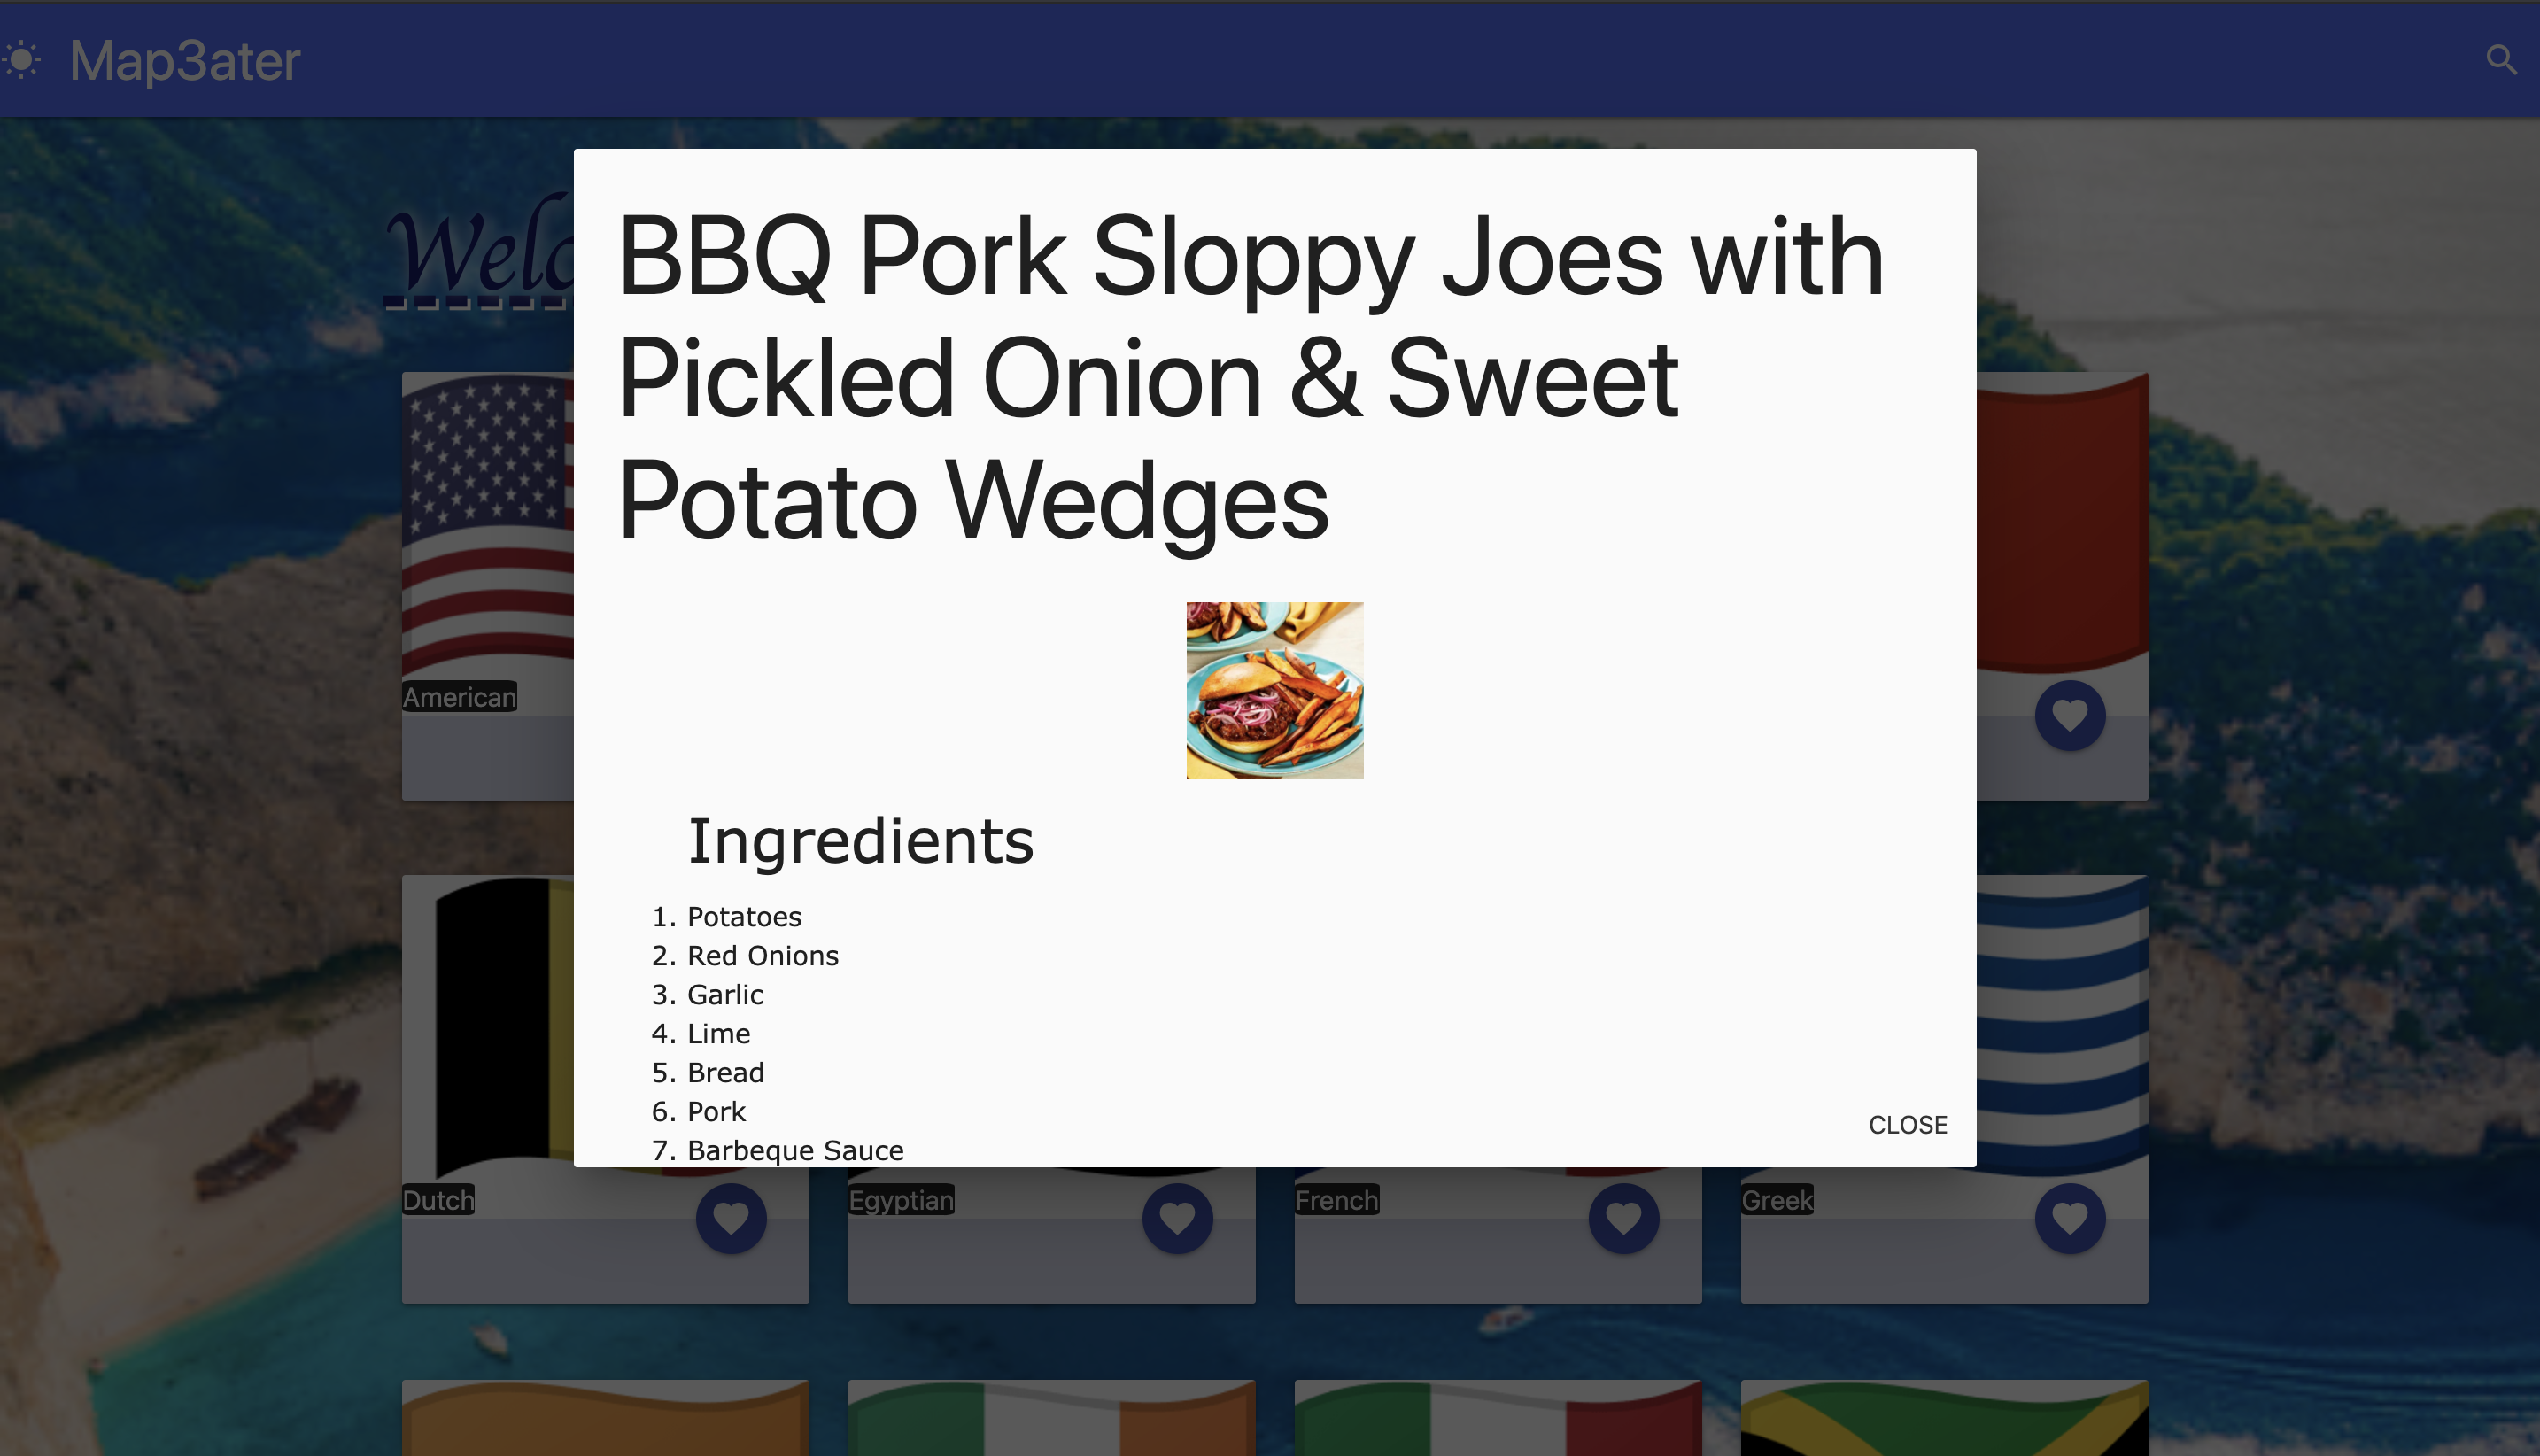 Map3ater
Welc
BBQ Pork Sloppy Joes with
Pickled Onion & Sweet
Potato Wedges
American
Ingredients
1. Potatoes
2. Red Onions
3. Garlic
4. Lime
5. Bread
6. Pork
7. Barbeque Sauce
CLOSE
Dutch
Egyptian
French
Greek